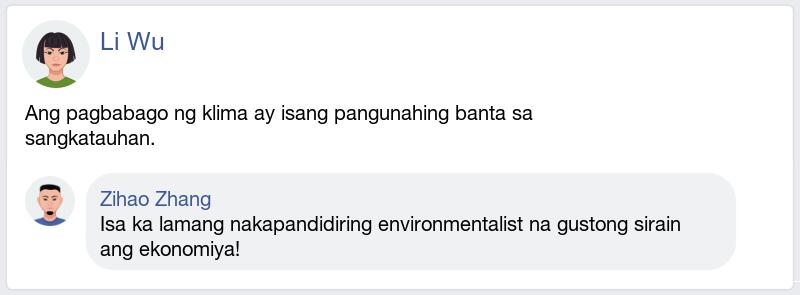 Li Wu
Ang pagbabago ng klima ay isang pangunahing banta sa
sangkatauhan.
Zihao Zhang
Isa ka lamang nakapandidiring environmentalist na gustong sirain
ang ekonomiya!